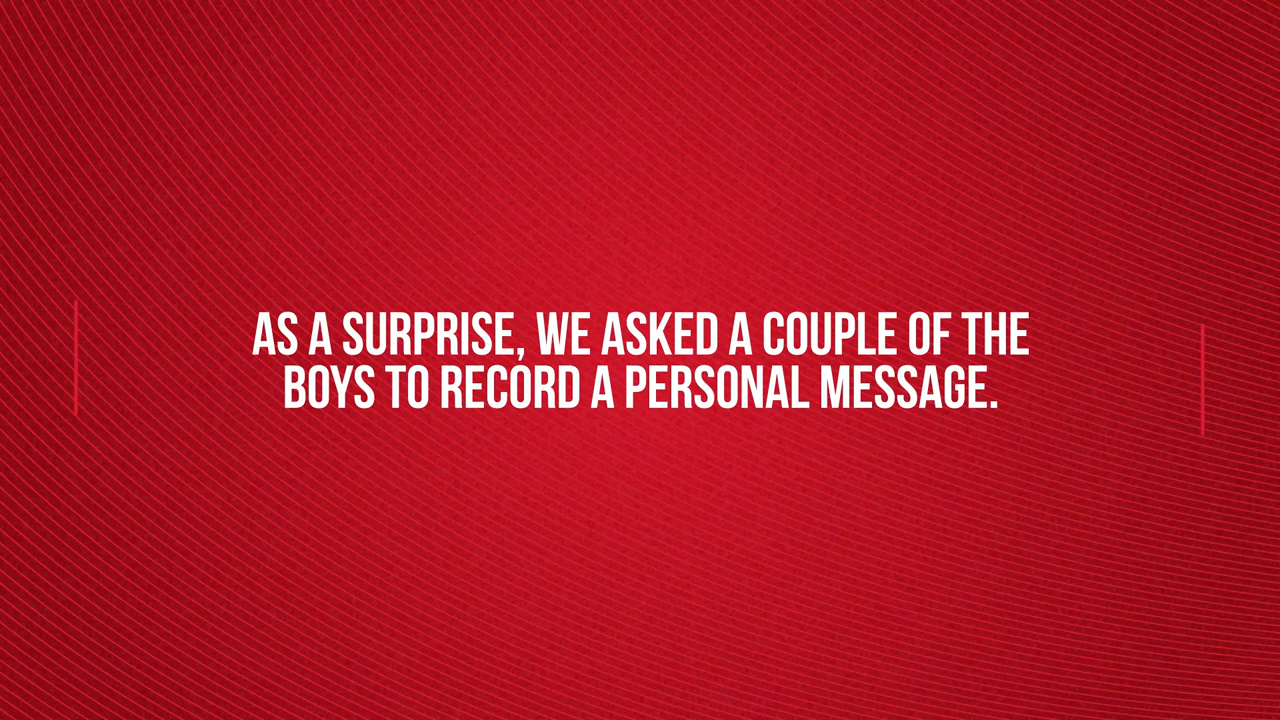 AS A SURPRISE, WE ASKED A COUPLE OF THE
BOYS TO RECORD A PERSONAL MESSAGE.